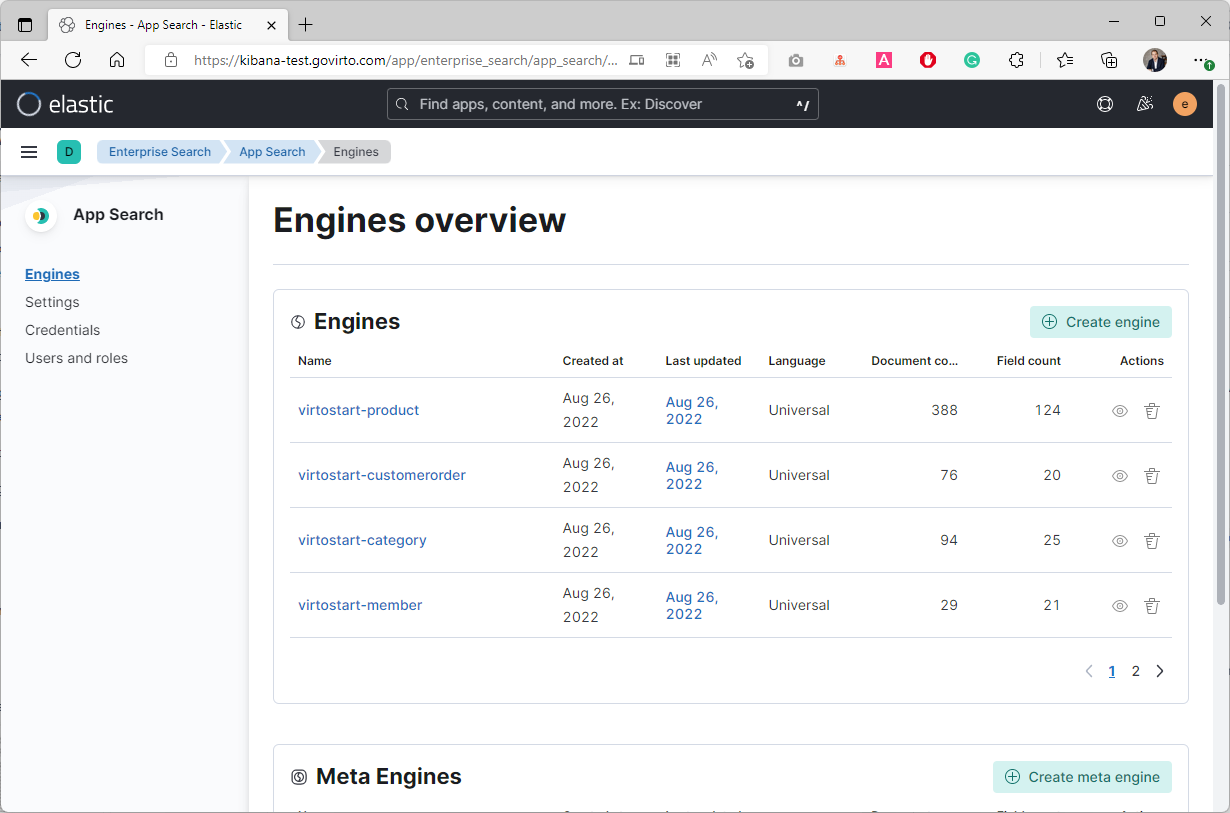 Engines - App Search - Elastic
https://kibana-test.govirto.com/app/enterprise_search/app_search/...
elastic
Find apps, content, and more. Ex: Discover
^/
e
D
Enterprise Search
App Search
Engines
App Search
Engines
Settings
Credentials
Users and roles
Engines overview
Engines
Create engine
Name Created at Last updated Language Document co... Field count Actions
virtostart-product Aug 26, 2022 Aug 26, 2022 Universal 388 124
virtostart-customerorder Aug 26, 2022 Aug 26, 2022 Universal 76 20
virtostart-category Aug 26, 2022 Aug 26, 2022 Universal 94 25
virtostart-member Aug 26, 2022 Aug 26, 2022 Universal 29 21
1 2
Meta Engines
Create meta engine